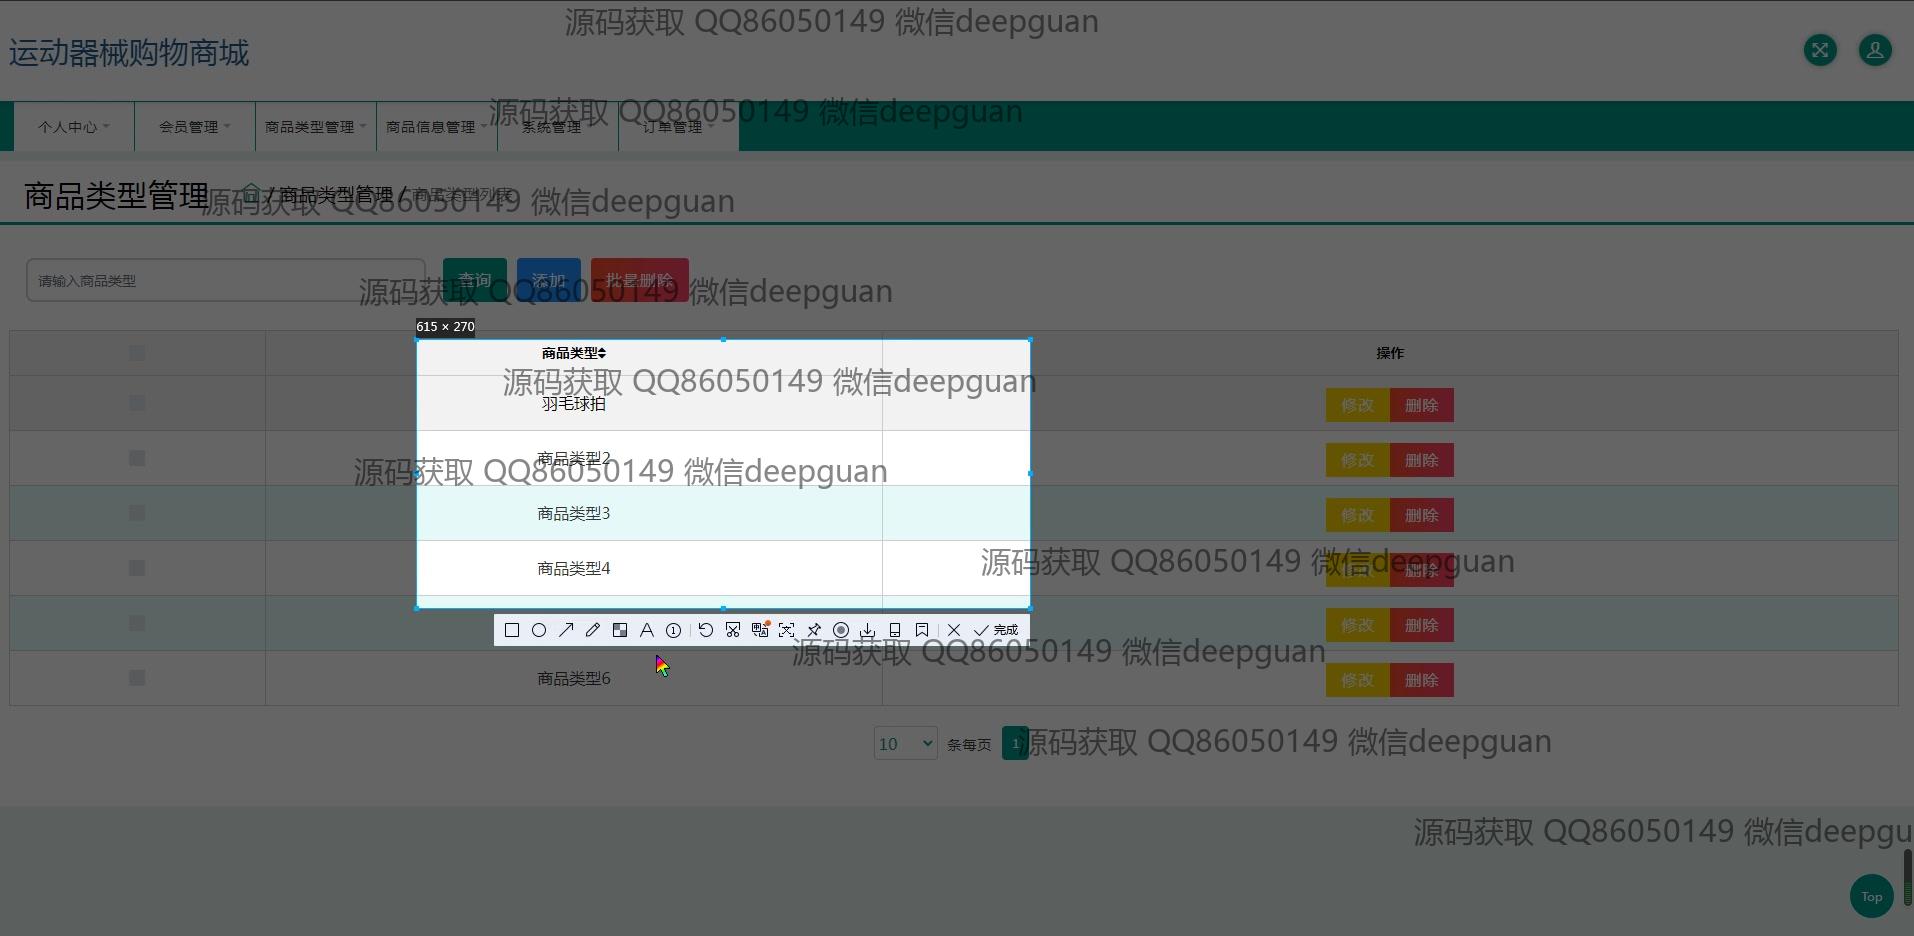 源码获取 QQ86050149 微信deepguan
运动器械购物商城
源码获取 QQ86050149 微信deepguan
个人中心 会员管理 商品类型管理 商品信息管理 系统管理 订单管理
商品类型管理 / 商品类型管理 / 商品类型列表
源码获取 QQ86050149 微信deepguan
请输入商品类型 查询 添加 批量删除
源码获取 QQ86050149 微信deepguan
615 × 270
商品类型 操作
源码获取 QQ86050149 微信deepguan
羽毛球拍 修改 删除
商品类型2 修改 删除
源码获取 QQ86050149 微信deepguan
商品类型3 修改 删除
源码获取 QQ86050149 微信deepguan
商品类型4 修改 删除
修改 删除
完成
源码获取 QQ86050149 微信deepguan
商品类型6 修改 删除
10 条每页 1
源码获取 QQ86050149 微信deepguan
源码获取 QQ86050149 微信deepgu
Top